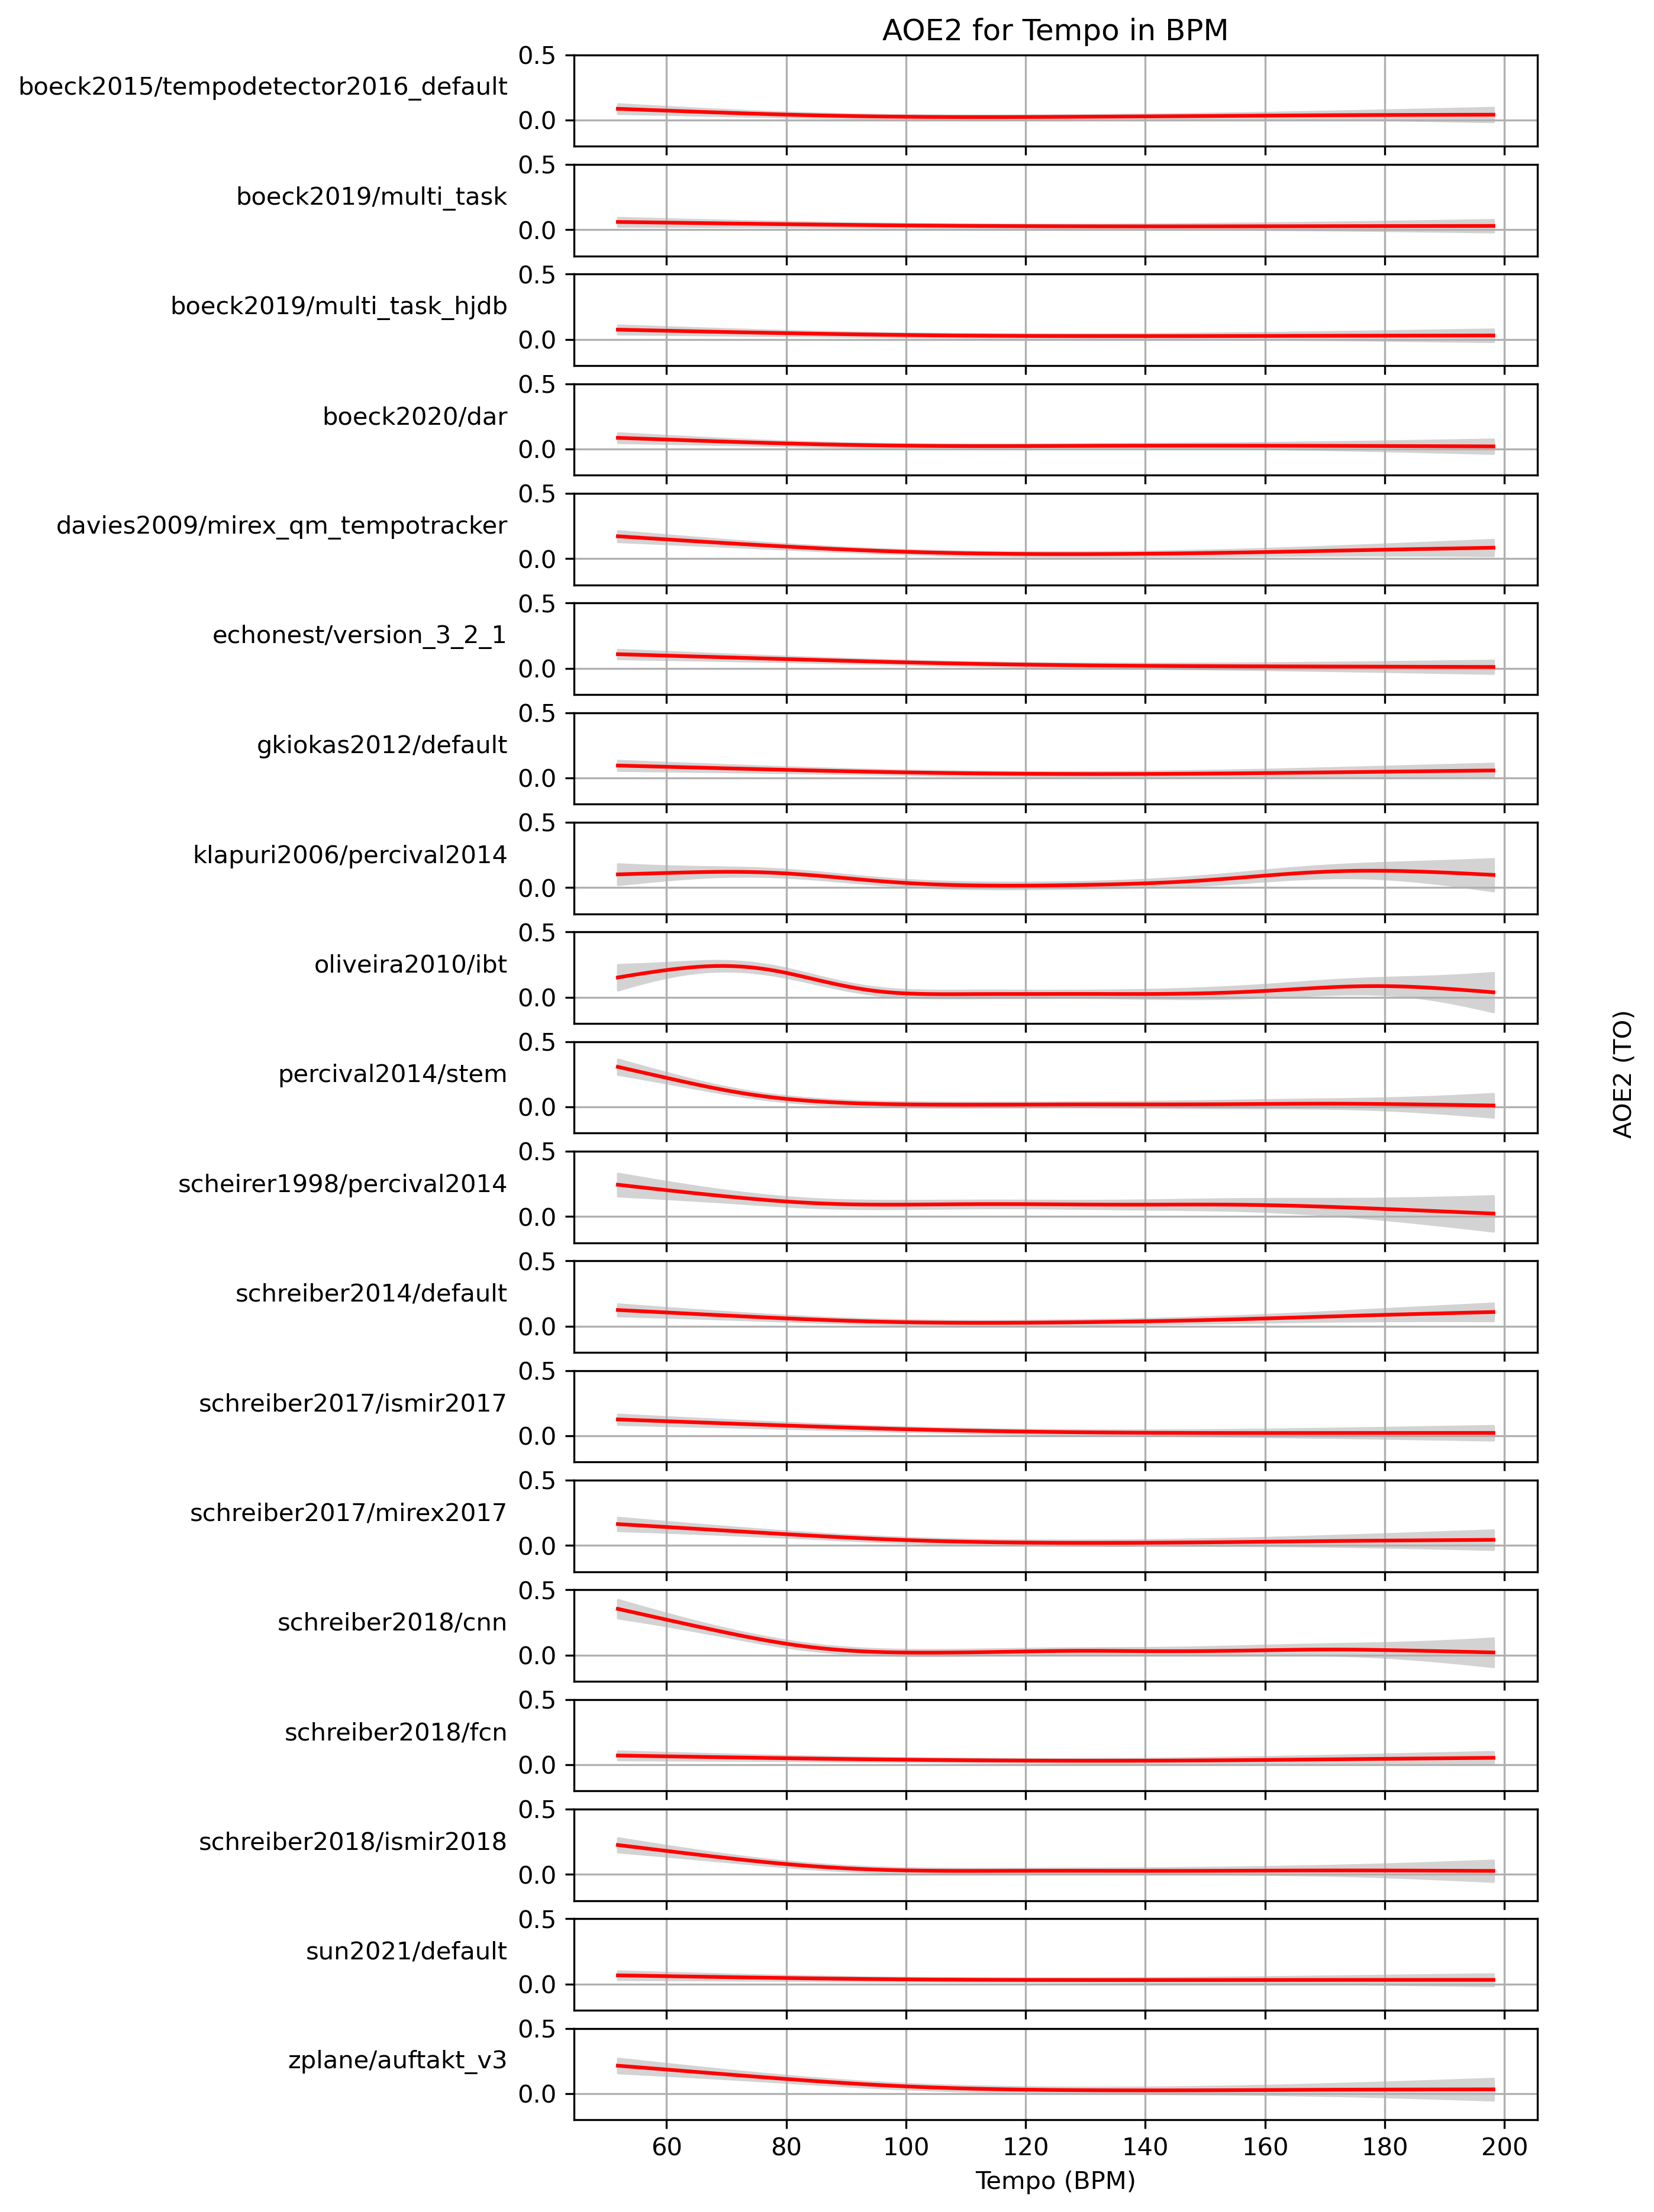 AOE2 for Tempo in BPM
boeck2015/tempodetector2016_default
0.5
0.0
boeck2019/multi_task
0.5
0.0
boeck2019/multi_task_hjdb
0.5
0.0
boeck2020/dar
0.5
0.0
davies2009/mirex_qm_tempotracker
0.5
0.0
echonest/version_3_2_1
0.5
0.0
gkiokas2012/default
0.5
0.0
klapuri2006/percival2014
0.5
0.0
oliveira2010/ibt
0.5
0.0
percival2014/stem
0.5
0.0
scheirer1998/percival2014
0.5
0.0
schreiber2014/default
0.5
0.0
schreiber2017/ismir2017
0.5
0.0
schreiber2017/mirex2017
0.5
0.0
schreiber2018/cnn
0.5
0.0
schreiber2018/fcn
0.5
0.0
schreiber2018/ismir2018
0.5
0.0
sun2021/default
0.5
0.0
zplane/auftakt_v3
0.5
0.0
60 80 100 120 140 160 180 200
Tempo (BPM)
AOE2 (TO)